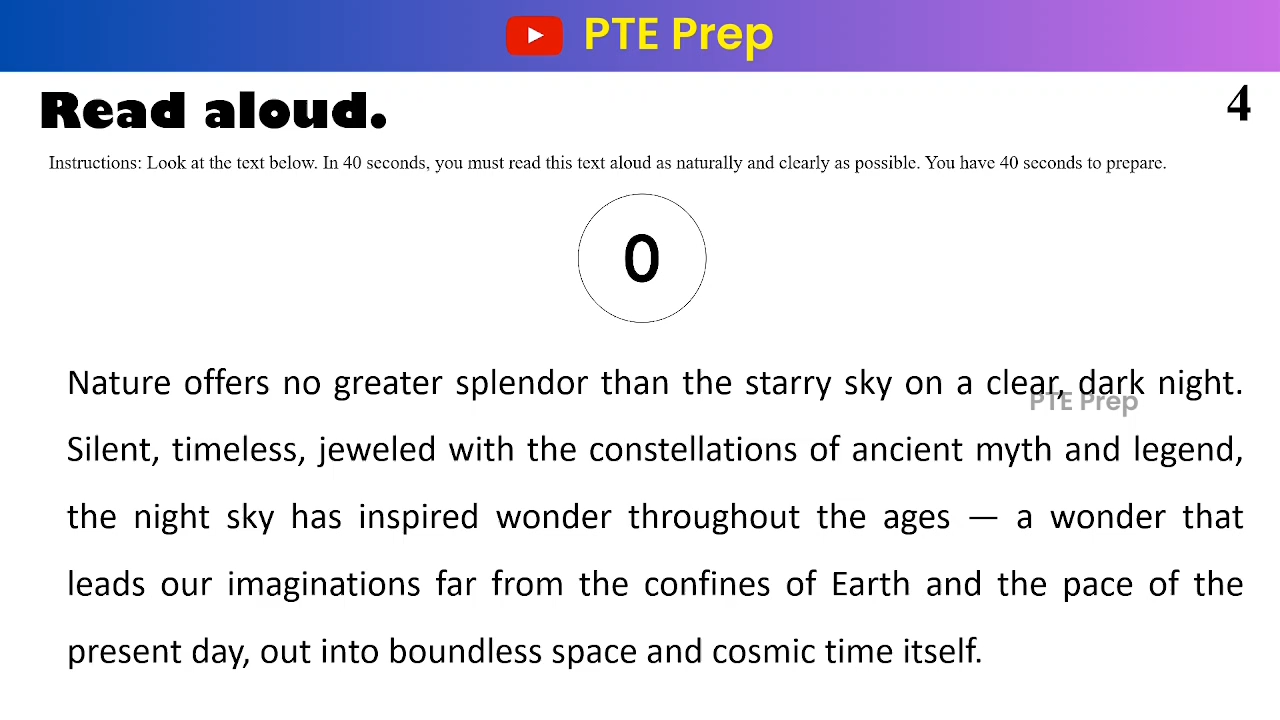 PTE Prep
Read aloud.
4
Instructions: Look at the text below. In 40 seconds, you must read this text aloud as naturally and clearly as possible. You have 40 seconds to prepare.
0
Nature offers no greater splendor than the starry sky on a clear, dark night.
PTE Prep
Silent, timeless, jeweled with the constellations of ancient myth and legend,
the night sky has inspired wonder throughout the ages — a wonder that
leads our imaginations far from the confines of Earth and the pace of the
present day, out into boundless space and cosmic time itself.